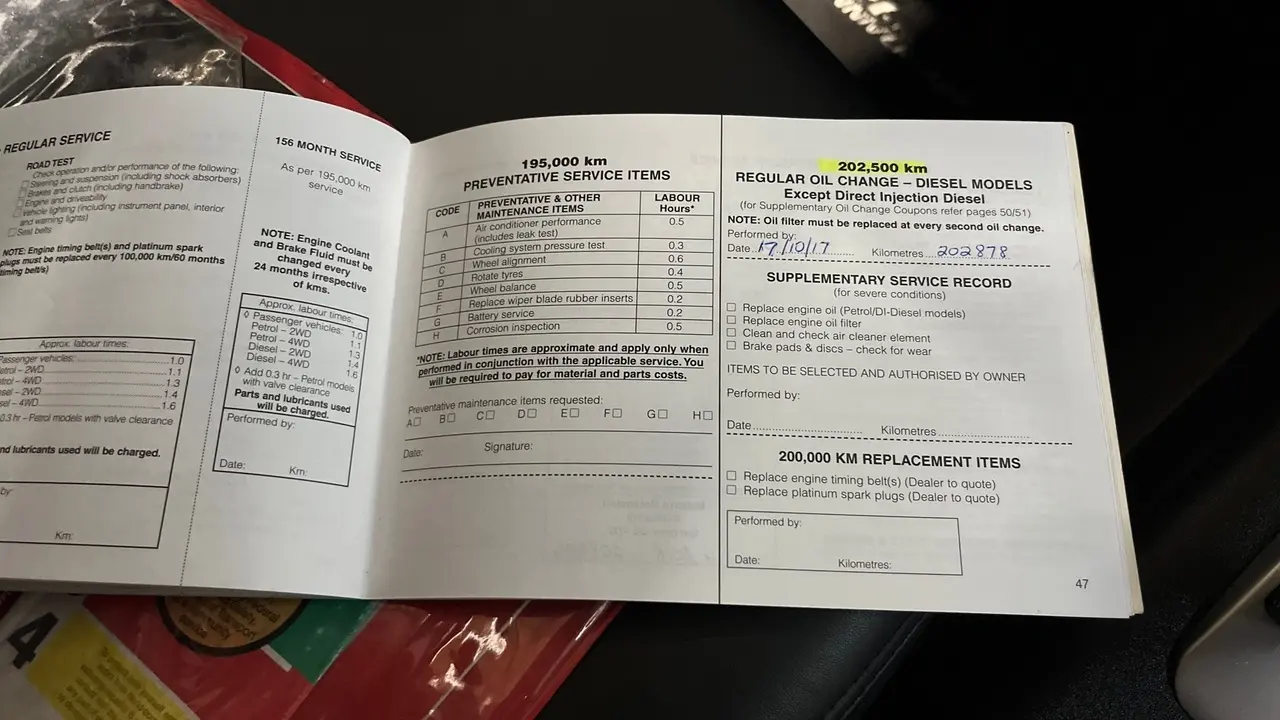 REGULAR SERVICE
ROAD TEST
Check operation and/or performance of the following:
Steering and suspension (including shock absorbers)
Brakes and clutch (including handbrake)
Engine and driveability
Vehicle lighting (including instrument panel, interior
and warning lights)
Seat belts
NOTE: Engine timing belt(s) and platinum spark
plugs must be replaced every 100,000 km/60 months
timing belt/s)
Approx. labour times:
Passenger vehicles: 1.0
Petrol – 2WD 1.1
Petrol – 4WD 1.3
2WD 1.4
4WD 1.6
0.3 hr – Petrol models with valve clearance
and lubricants used will be charged.
by:
Km:
156 MONTH SERVICE
As per 195,000 km
service
NOTE: Engine Coolant
and Brake Fluid must be
changed every
24 months irrespective
of kms.
Approx. labour times:
◊ Passenger vehicles: 1.0
Petrol – 2WD 1.1
Petrol – 4WD 1.3
Diesel – 2WD 1.4
Diesel – 4WD 1.6
◊ Add 0.3 hr – Petrol models
with valve clearance
Parts and lubricants used
will be charged.
Performed by:
Date: Km:
195,000 km
PREVENTATIVE SERVICE ITEMS
CODE PREVENTATIVE & OTHER MAINTENANCE ITEMS LABOUR Hours*
A Air conditioner performance (including leak test) 0.5
B Cooling system pressure test 0.3
C Wheel alignment 0.6
D Rotate tyres 0.4
E Wheel balance 0.5
F Replace wiper blade rubber inserts 0.2
G Battery service 0.2
H Corrosion inspection 0.5
*NOTE: Labour times are approximate and apply only when
performed in conjunction with the applicable service. You
will be required to pay for material and parts costs.
Preventative maintenance items requested:
A☐ B☐ C☐ D☐ E☐ F☐ G☐ H☐
Date: Signature:
202,500 km
REGULAR OIL CHANGE – DIESEL MODELS
Except Direct Injection Diesel
(for Supplementary Oil Change Coupons refer pages 50/51)
NOTE: Oil filter must be replaced at every second oil change.
Performed by:
Date..17/10/17.......... Kilometres....202878
SUPPLEMENTARY SERVICE RECORD
(for severe conditions)
☐ Replace engine oil (Petrol/DI-Diesel models)
☐ Replace engine oil filter
☐ Clean and check air cleaner element
☐ Brake pads & discs – check for wear
ITEMS TO BE SELECTED AND AUTHORISED BY OWNER
Performed by:
Date.............................. Kilometres.........................
200,000 KM REPLACEMENT ITEMS
☐ Replace engine timing belt(s) (Dealer to quote)
☐ Replace platinum spark plugs (Dealer to quote)
Performed by:
Date: Kilometres:
47
4